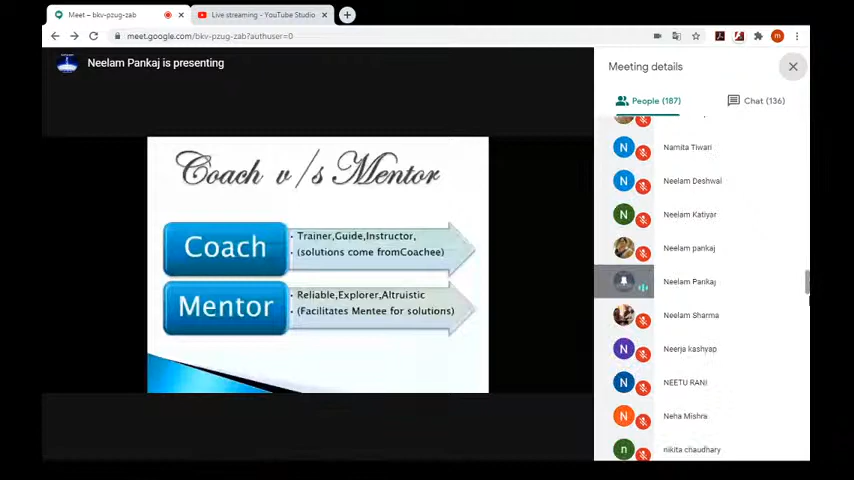 Meet – bkv-pzug-zab
Live streaming - YouTube Studio
meet.google.com/bkv-pzug-zab?authuser=0
m
Neelam Pankaj is presenting
Meeting details
People (187)
Chat (136)
Coach v/s Mentor
Coach
• Trainer,Guide,Instructor,
• (solutions come fromCoachee)
Mentor
• Reliable,Explorer,Altruistic
• (Facilitates Mentee for solutions)
N Namita Tiwari
N Neelam Deshwal
N Neelam Katiyar
Neelam pankaj
Neelam Pankaj
Neelam Sharma
N Neerja kashyap
N NEETU RANI
N Neha Mishra
n nikita chaudhary